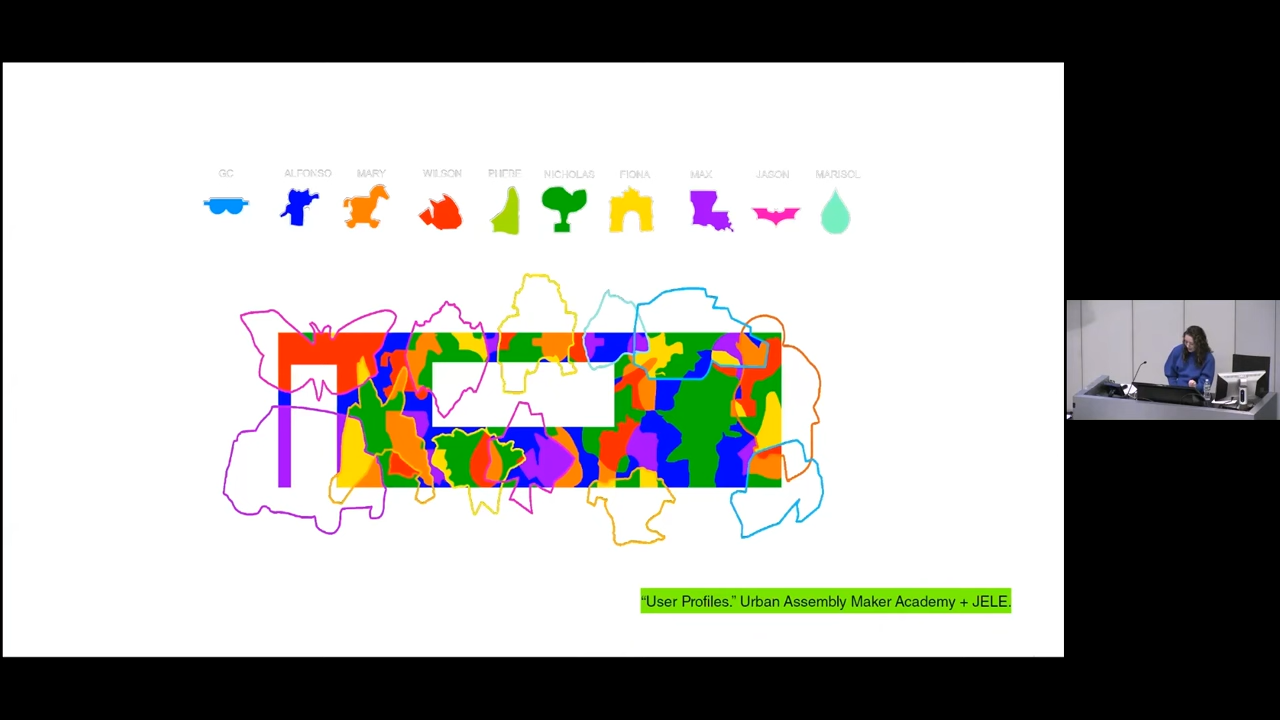 GC ALFONSO MARY WILSON PHEBE NICHOLAS FIONA MAX JASON MARISOL
“User Profiles.” Urban Assembly Maker Academy + JELE.